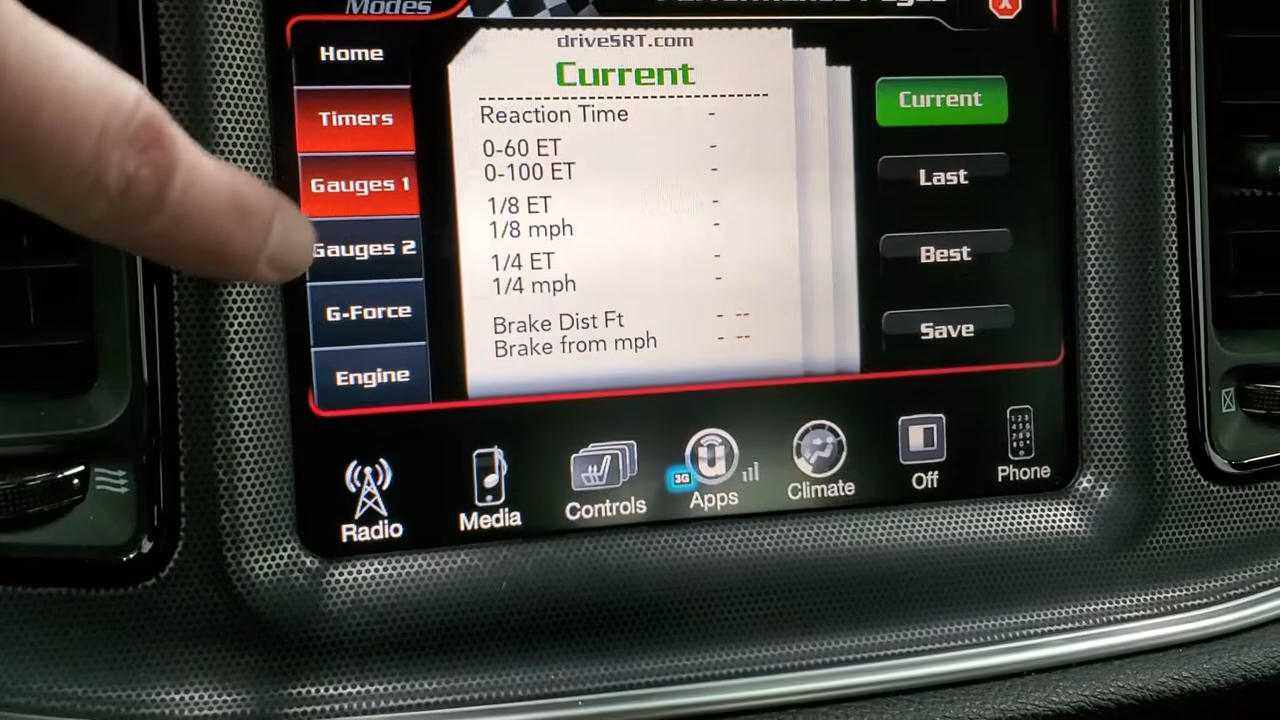 Modes
Performance Pages
X
Home
Timers
Gauges 1
Gauges 2
G-Force
Engine
driveSRT.com
Current
Reaction Time -
0-60 ET -
0-100 ET -
1/8 ET -
1/8 mph -
1/4 ET -
1/4 mph -
Brake Dist Ft - --
Brake from mph - --
Current
Last
Best
Save
Radio
Media
Controls
3G
Apps
Climate
Off
Phone